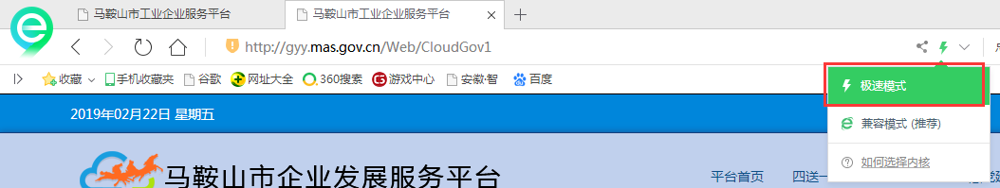 马鞍山市工业企业服务平台
马鞍山市工业企业服务平台
http://gyy.mas.gov.cn/Web/CloudGov1
收藏 手机收藏夹 谷歌 网址大全 360搜索 游戏中心 安徽·智 百度
极速模式
2019年02月22日 星期五
兼容模式 (推荐)
如何选择内核
马鞍山市企业发展服务平台
平台首页 四送一